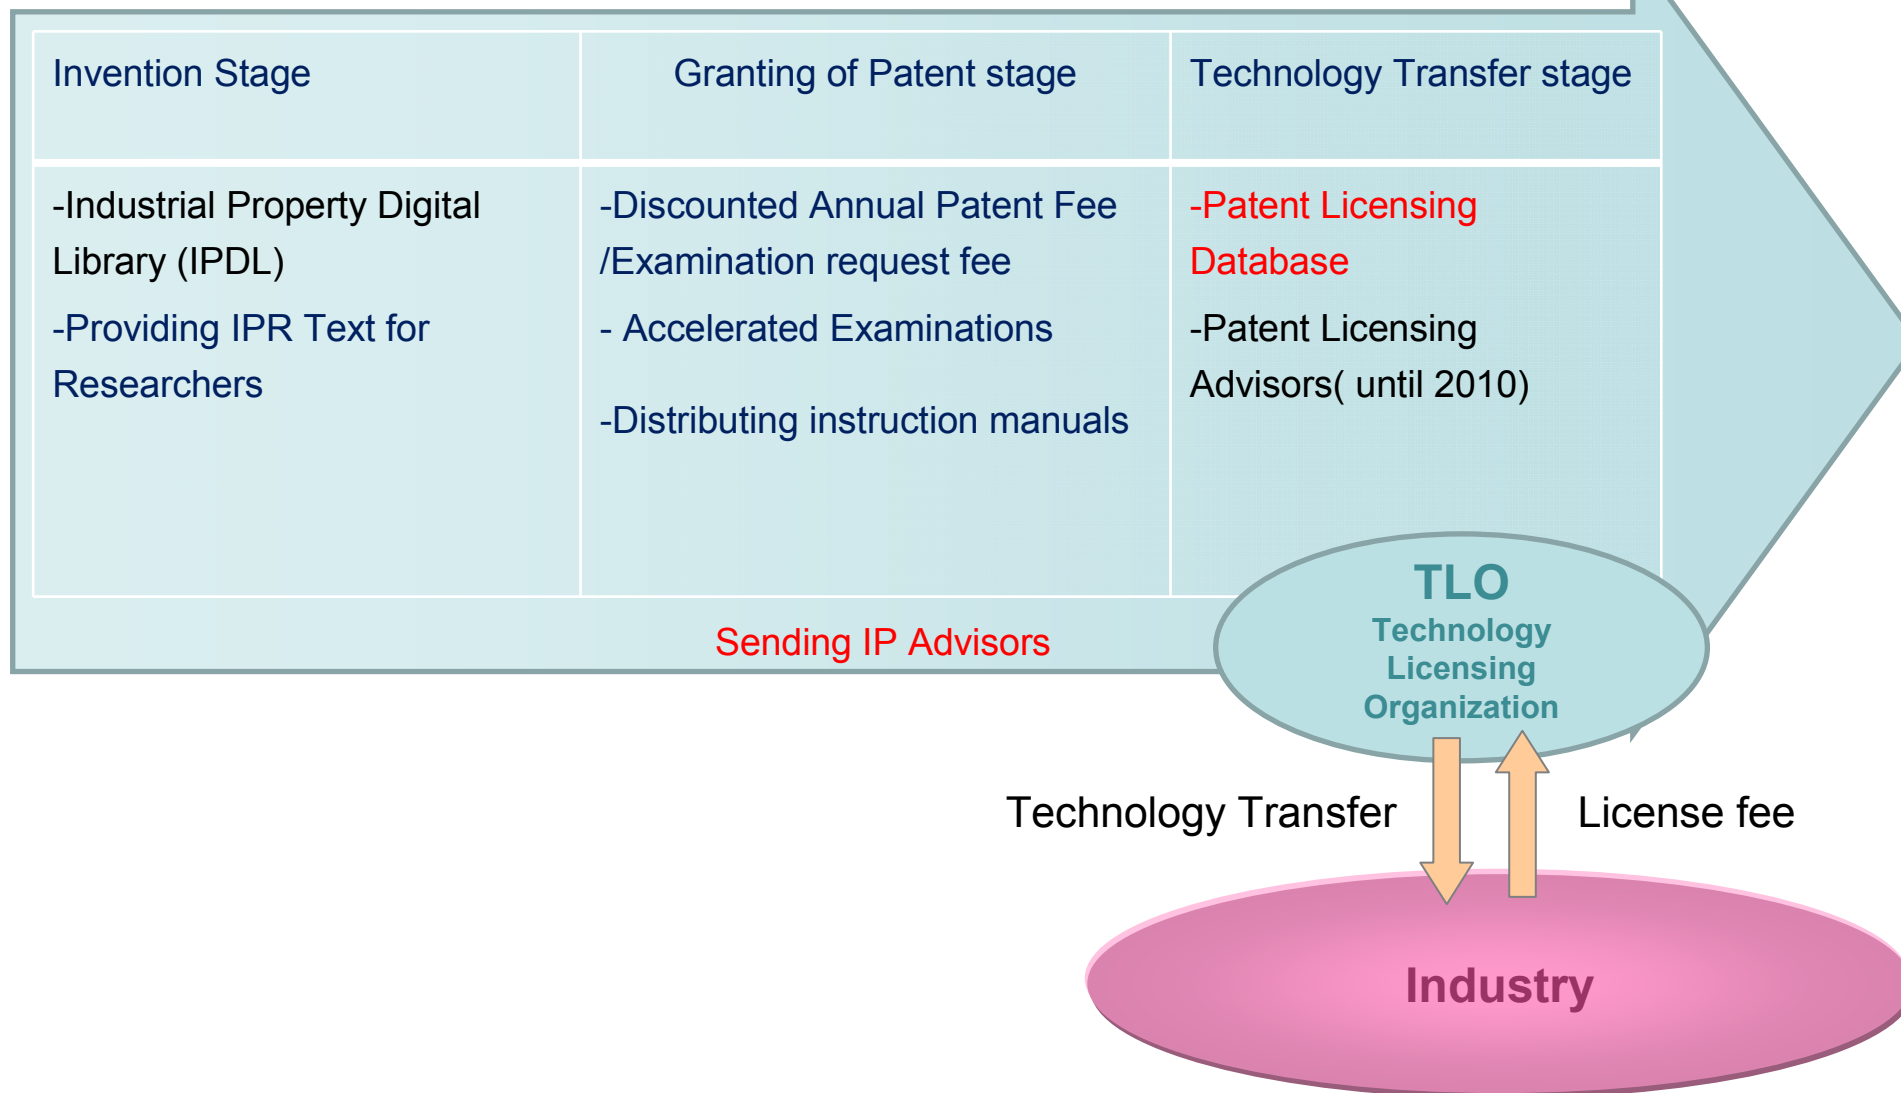 Invention Stage
Granting of Patent stage
Technology Transfer stage
-Industrial Property Digital
Library (IPDL)
-Providing IPR Text for
Researchers
-Discounted Annual Patent Fee
/Examination request fee
- Accelerated Examinations
-Distributing instruction manuals
-Patent Licensing
Database
-Patent Licensing
Advisors( until 2010)
Sending IP Advisors
TLO
Technology
Licensing
Organization
Technology Transfer
License fee
Industry